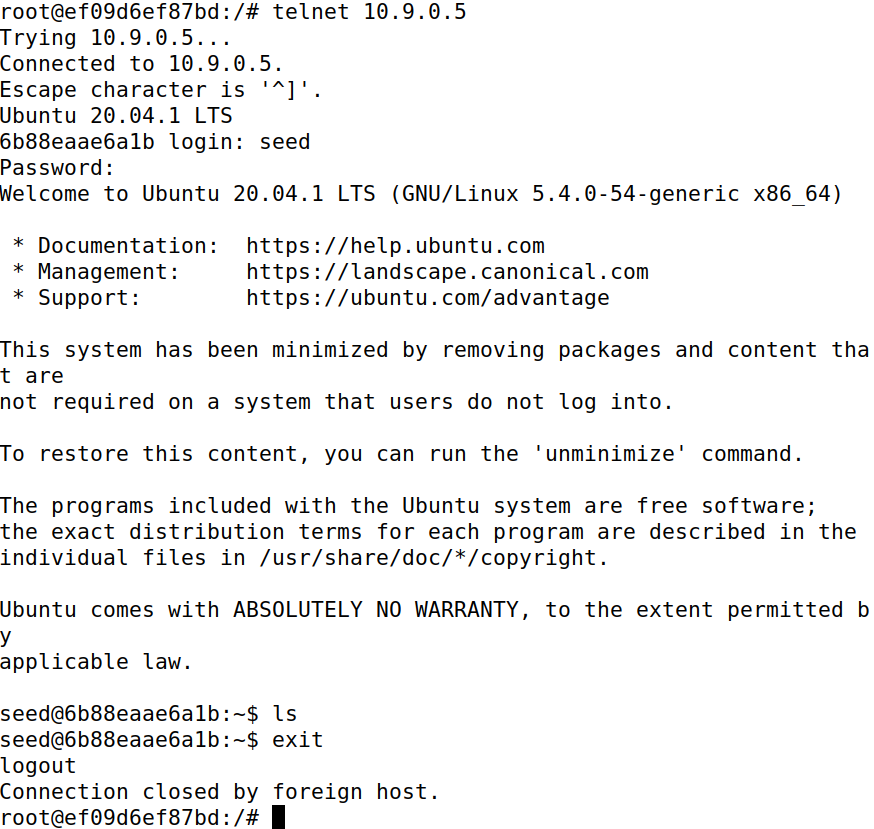 root@ef09d6ef87bd:/# telnet 10.9.0.5
Trying 10.9.0.5...
Connected to 10.9.0.5.
Escape character is '^]'.
Ubuntu 20.04.1 LTS
6b88eaae6a1b login: seed
Password:
Welcome to Ubuntu 20.04.1 LTS (GNU/Linux 5.4.0-54-generic x86_64)

 * Documentation:  https://help.ubuntu.com
 * Management:     https://landscape.canonical.com
 * Support:        https://ubuntu.com/advantage

This system has been minimized by removing packages and content tha
t are
not required on a system that users do not log into.

To restore this content, you can run the 'unminimize' command.

The programs included with the Ubuntu system are free software;
the exact distribution terms for each program are described in the
individual files in /usr/share/doc/*/copyright.

Ubuntu comes with ABSOLUTELY NO WARRANTY, to the extent permitted b
y
applicable law.

seed@6b88eaae6a1b:~$ ls
seed@6b88eaae6a1b:~$ exit
logout
Connection closed by foreign host.
root@ef09d6ef87bd:/#